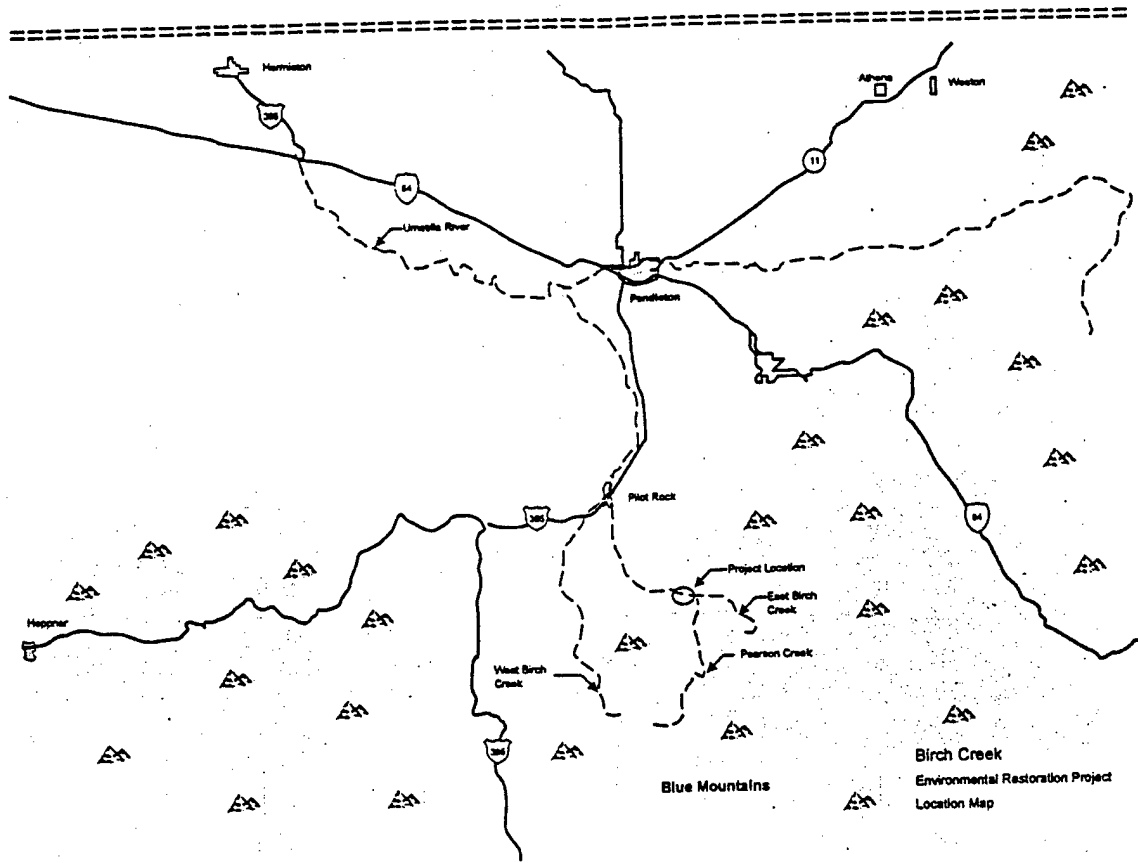 Hermiston
Athena
Weston
395
11
84
Umatilla River
Pendleton
Pilot Rock
395
84
Project Location
East Birch
Creek
Heppner
Pearson Creek
West Birch
Creek
395
Birch Creek
Blue Mountains
Environmental Restoration Project
Location Map